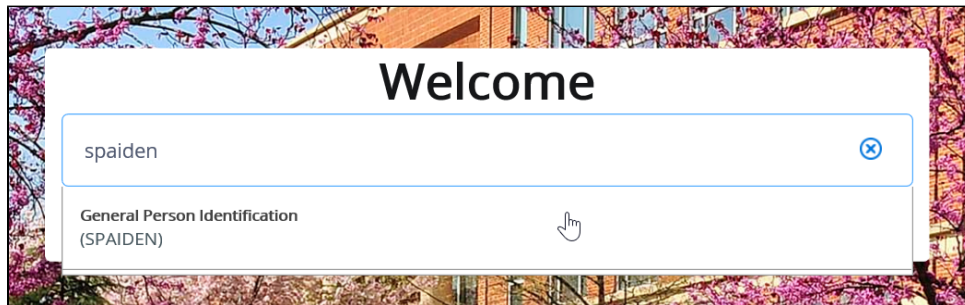 Welcome
spaiden
General Person Identification
(SPAIDEN)